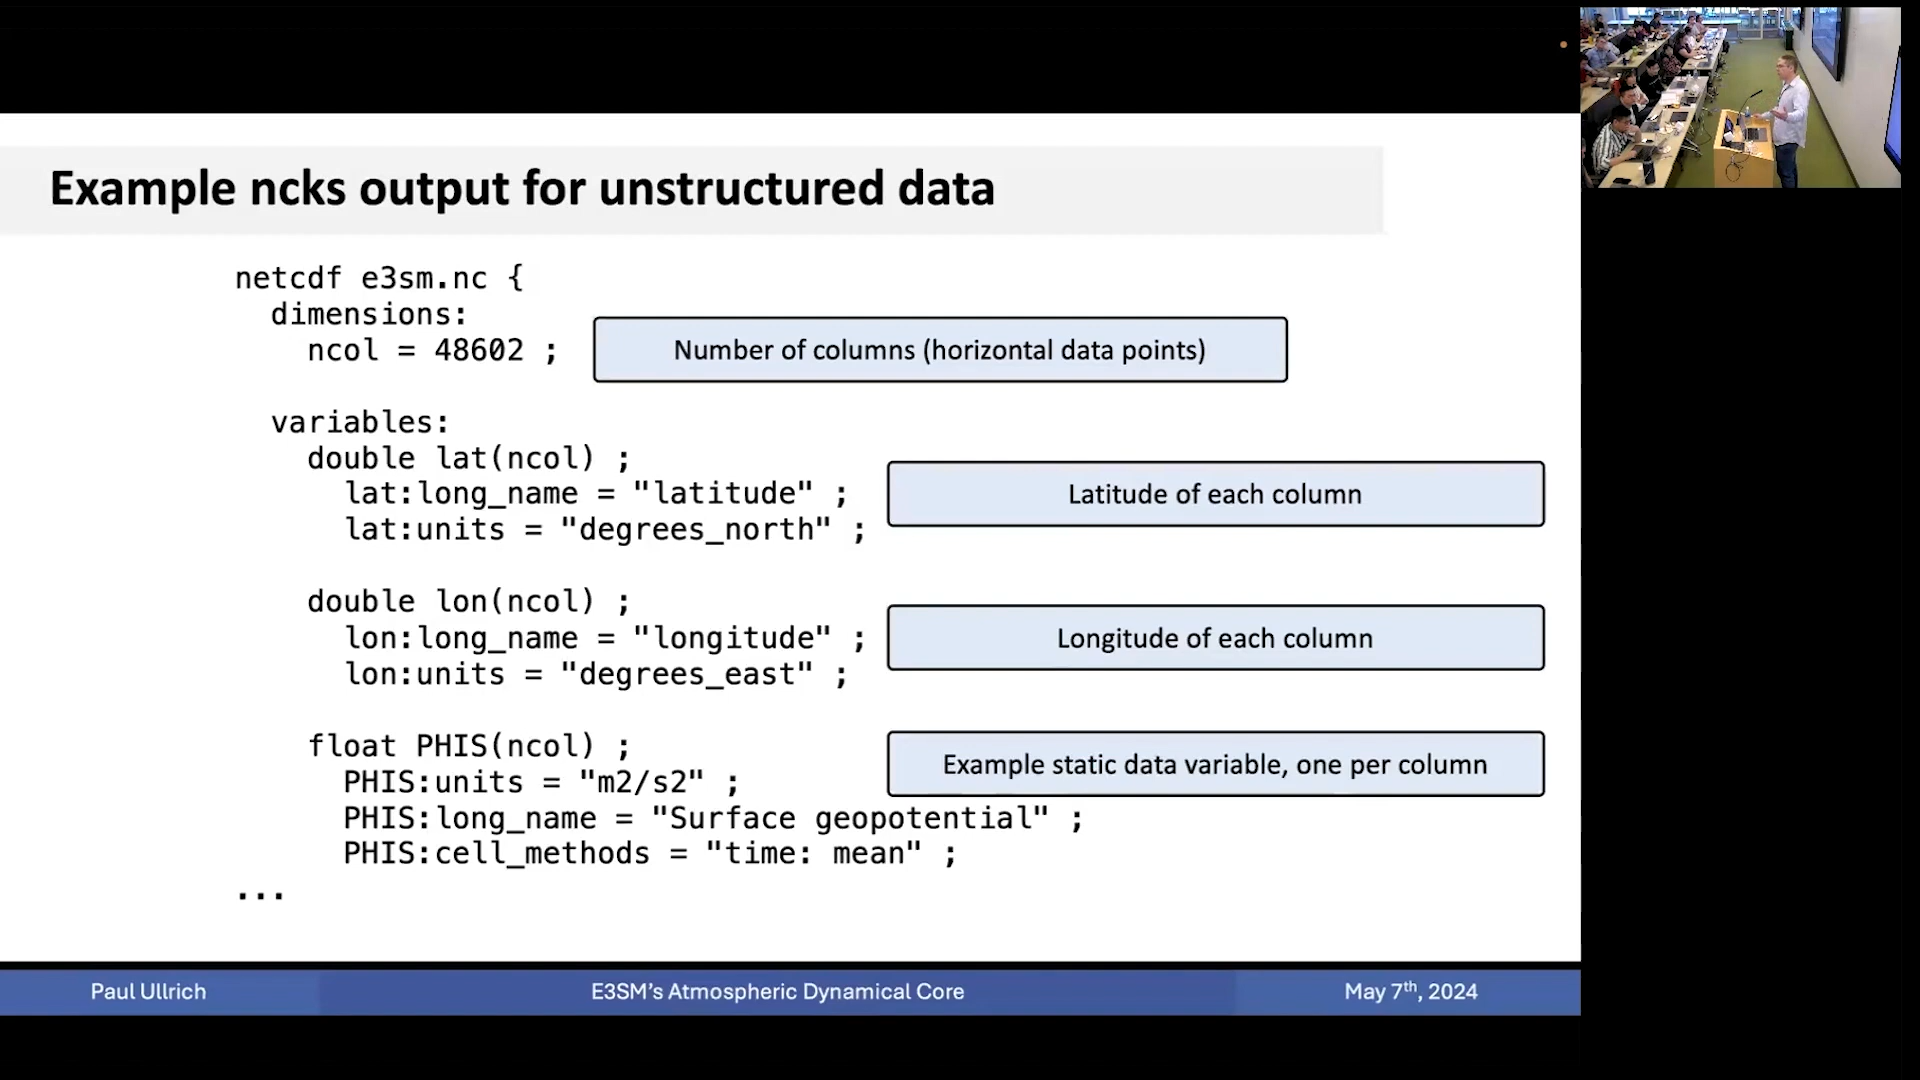 Example ncks output for unstructured data
netcdf e3sm.nc {
dimensions:
ncol = 48602 ;
Number of columns (horizontal data points)
variables:
double lat(ncol) ;
lat:long_name = "latitude" ;
lat:units = "degrees_north" ;
Latitude of each column
double lon(ncol) ;
lon:long_name = "longitude" ;
lon:units = "degrees_east" ;
Longitude of each column
float PHIS(ncol) ;
PHIS:units = "m2/s2" ;
Example static data variable, one per column
PHIS:long_name = "Surface geopotential" ;
PHIS:cell_methods = "time: mean" ;
...
Paul Ullrich
E3SM's Atmospheric Dynamical Core
May 7th, 2024